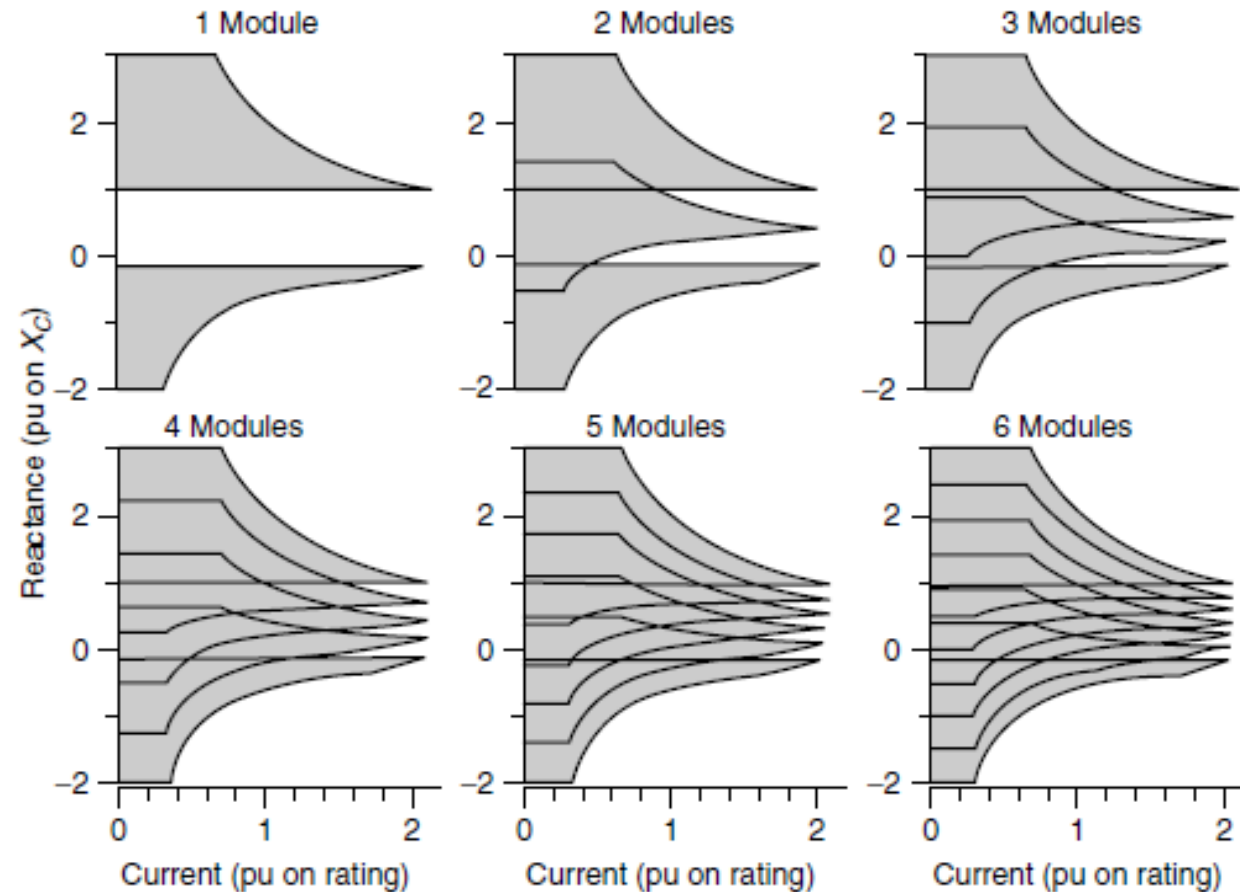 1 Module
2 Modules
3 Modules
2
0
−2
2
0
−2
2
0
−2
Reactance (pu on X_C)
4 Modules
5 Modules
6 Modules
2
0
−2
2
0
−2
2
0
−2
0 1 2
0 1 2
0 1 2
Current (pu on rating)
Current (pu on rating)
Current (pu on rating)